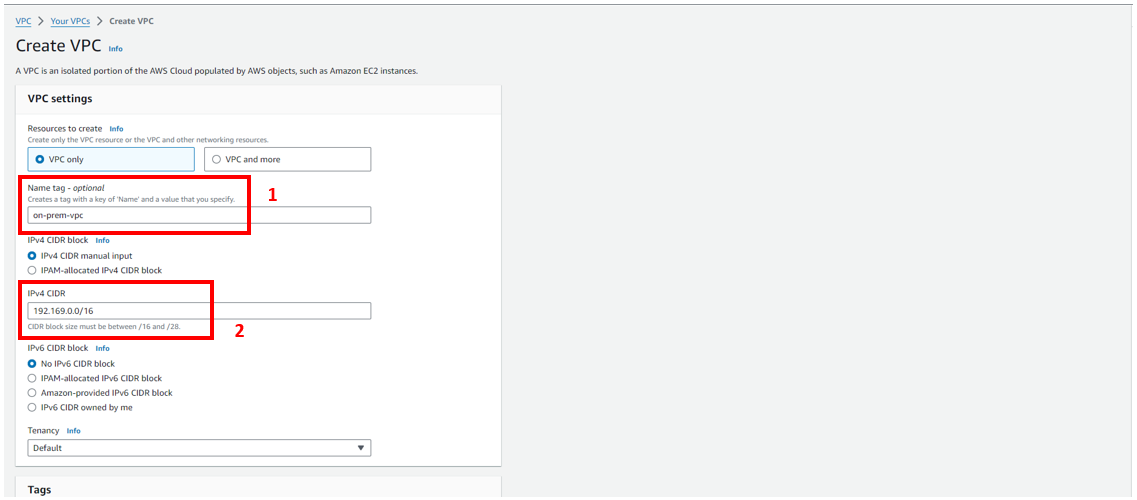 VPC > Your VPCs > Create VPC
Create VPC Info
A VPC is an isolated portion of the AWS Cloud populated by AWS objects, such as Amazon EC2 instances.
VPC settings
Resources to create Info
Create only the VPC resource or the VPC and other networking resources.
VPC only VPC and more
Name tag - optional
1
Creates a tag with a key of 'Name' and a value that you specify.
on-prem-vpc
IPv4 CIDR block Info
IPv4 CIDR manual input
IPAM-allocated IPv4 CIDR block
IPv4 CIDR
192.169.0.0/16
CIDR block size must be between /16 and /28.
2
IPv6 CIDR block Info
No IPv6 CIDR block
IPAM-allocated IPv6 CIDR block
Amazon-provided IPv6 CIDR block
IPv6 CIDR owned by me
Tenancy Info
Default
Tags